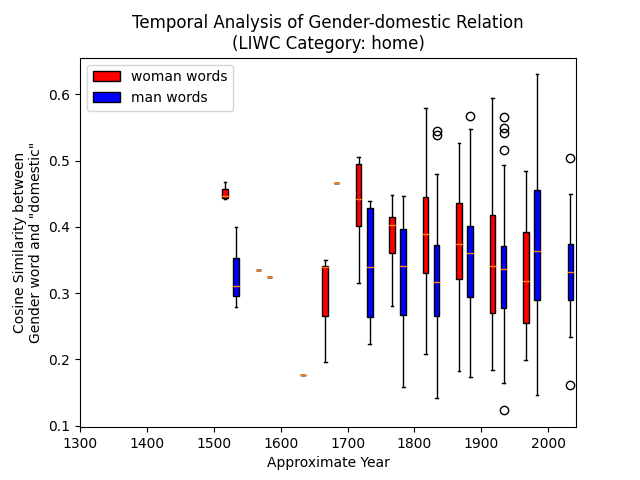 Temporal Analysis of Gender-domestic Relation
(LIWC Category: home)
woman words
man words
Cosine Similarity between
Gender word and "domestic"
0.6
0.5
0.4
0.3
0.2
0.1
1300 1400 1500 1600 1700 1800 1900 2000
Approximate Year